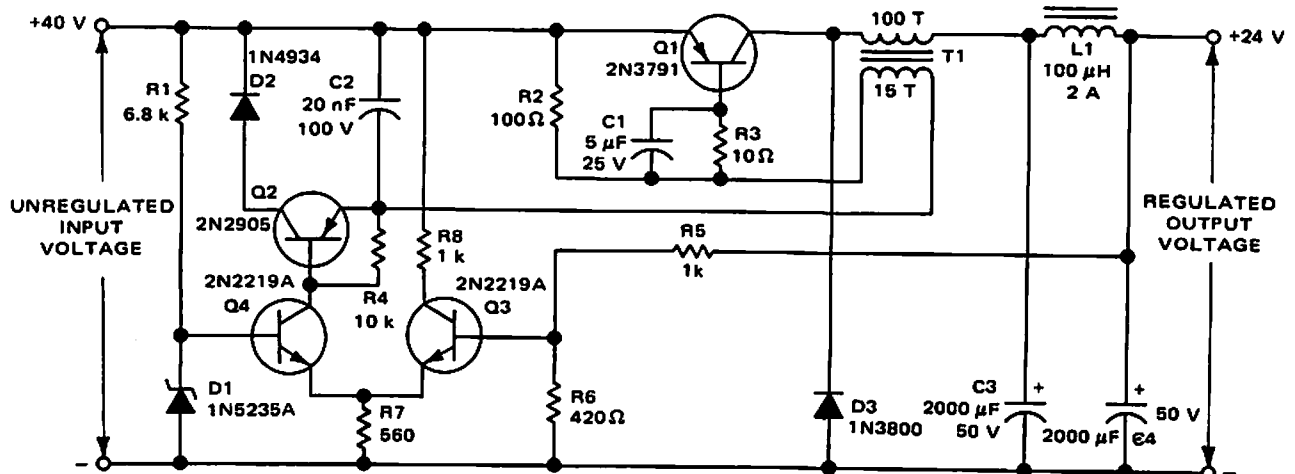 +40 V
1N4934
D2
R1
6.8 k
C2
20 nF
100 V
R2
100Ω
Q1
2N3791
C1
5 µF
25 V
R3
10Ω
100 T
T1
15 T
L1
100 µH
2 A
+24 V
UNREGULATED
INPUT
VOLTAGE
Q2
2N2905
R8
1 k
R5
1k
REGULATED
OUTPUT
VOLTAGE
2N2219A
Q4
R4
10 k
2N2219A
Q3
D1
1N5235A
R7
560
R6
420Ω
D3
1N3800
C3
2000 µF
50 V
+
+
50 V
2000 µF C4
–
–